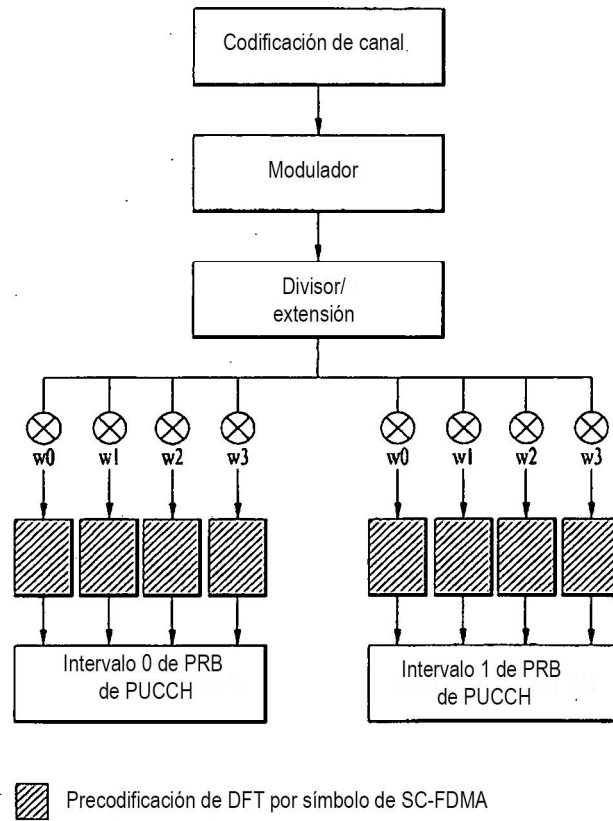 Codificación de canal
Modulador
Divisor/
extensión
w0 w1 w2 w3 w0 w1 w2 w3
Intervalo 0 de PRB
de PUCCH
Intervalo 1 de PRB
de PUCCH
Precodificación de DFT por símbolo de SC-FDMA